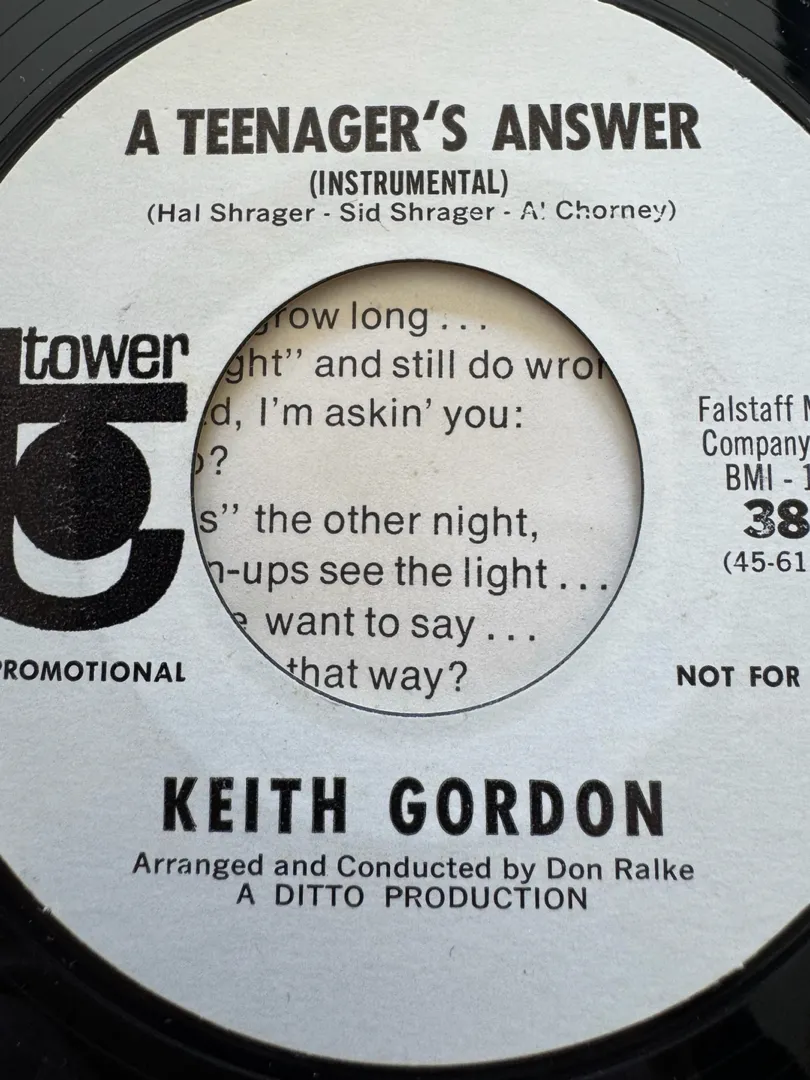 A TEENAGER'S ANSWER
(INSTRUMENTAL)
(Hal Shrager - Sid Shrager - A! Chorney)
tower
row long...
ght" and still do wro
d, I'm askin' you:
?
s" the other night,
n-ups see the light...
want to say...
that way?
Falstaff
Company
BMI - 1
38
(45-61
PROMOTIONAL
NOT FOR
KEITH GORDON
Arranged and Conducted by Don Ralke
A DITTO PRODUCTION